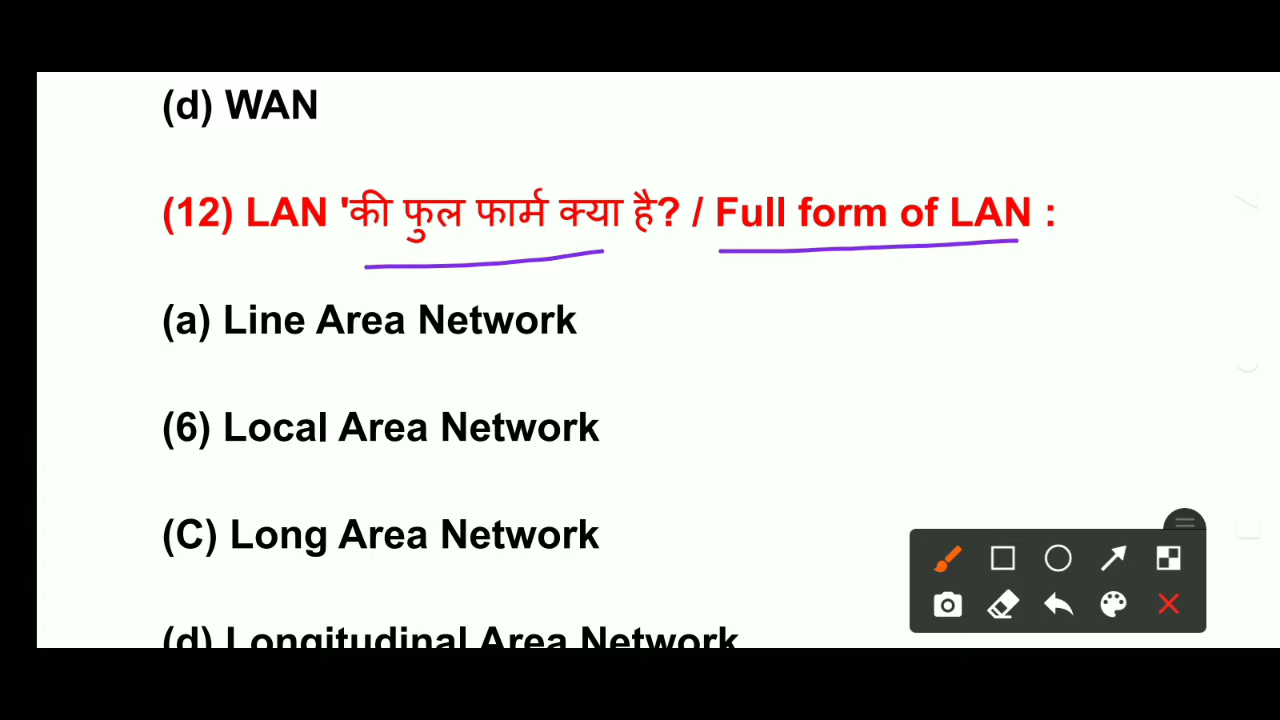 (d) WAN
(12) LAN 'की फुल फार्म क्या है? / Full form of LAN :
(a) Line Area Network
(6) Local Area Network
(C) Long Area Network
(d) Longitudinal Area Network